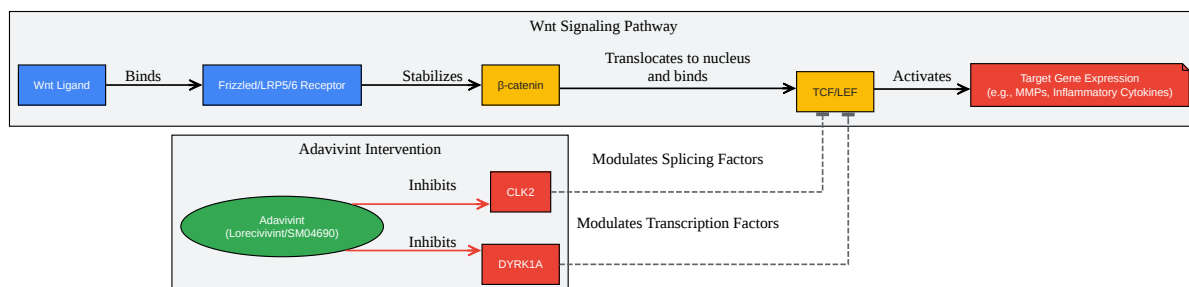 Wnt Signaling Pathway
Wnt Ligand
Binds
Frizzled/LRP5/6 Receptor
Stabilizes
β-catenin
Translocates to nucleus
and binds
TCF/LEF
Activates
Target Gene Expression
(e.g., MMPs, Inflammatory Cytokines)
Adavivint Intervention
Adavivint
(Lorecivivint/SM04690)
Inhibits
CLK2
Modulates Splicing Factors
Inhibits
DYRK1A
Modulates Transcription Factors